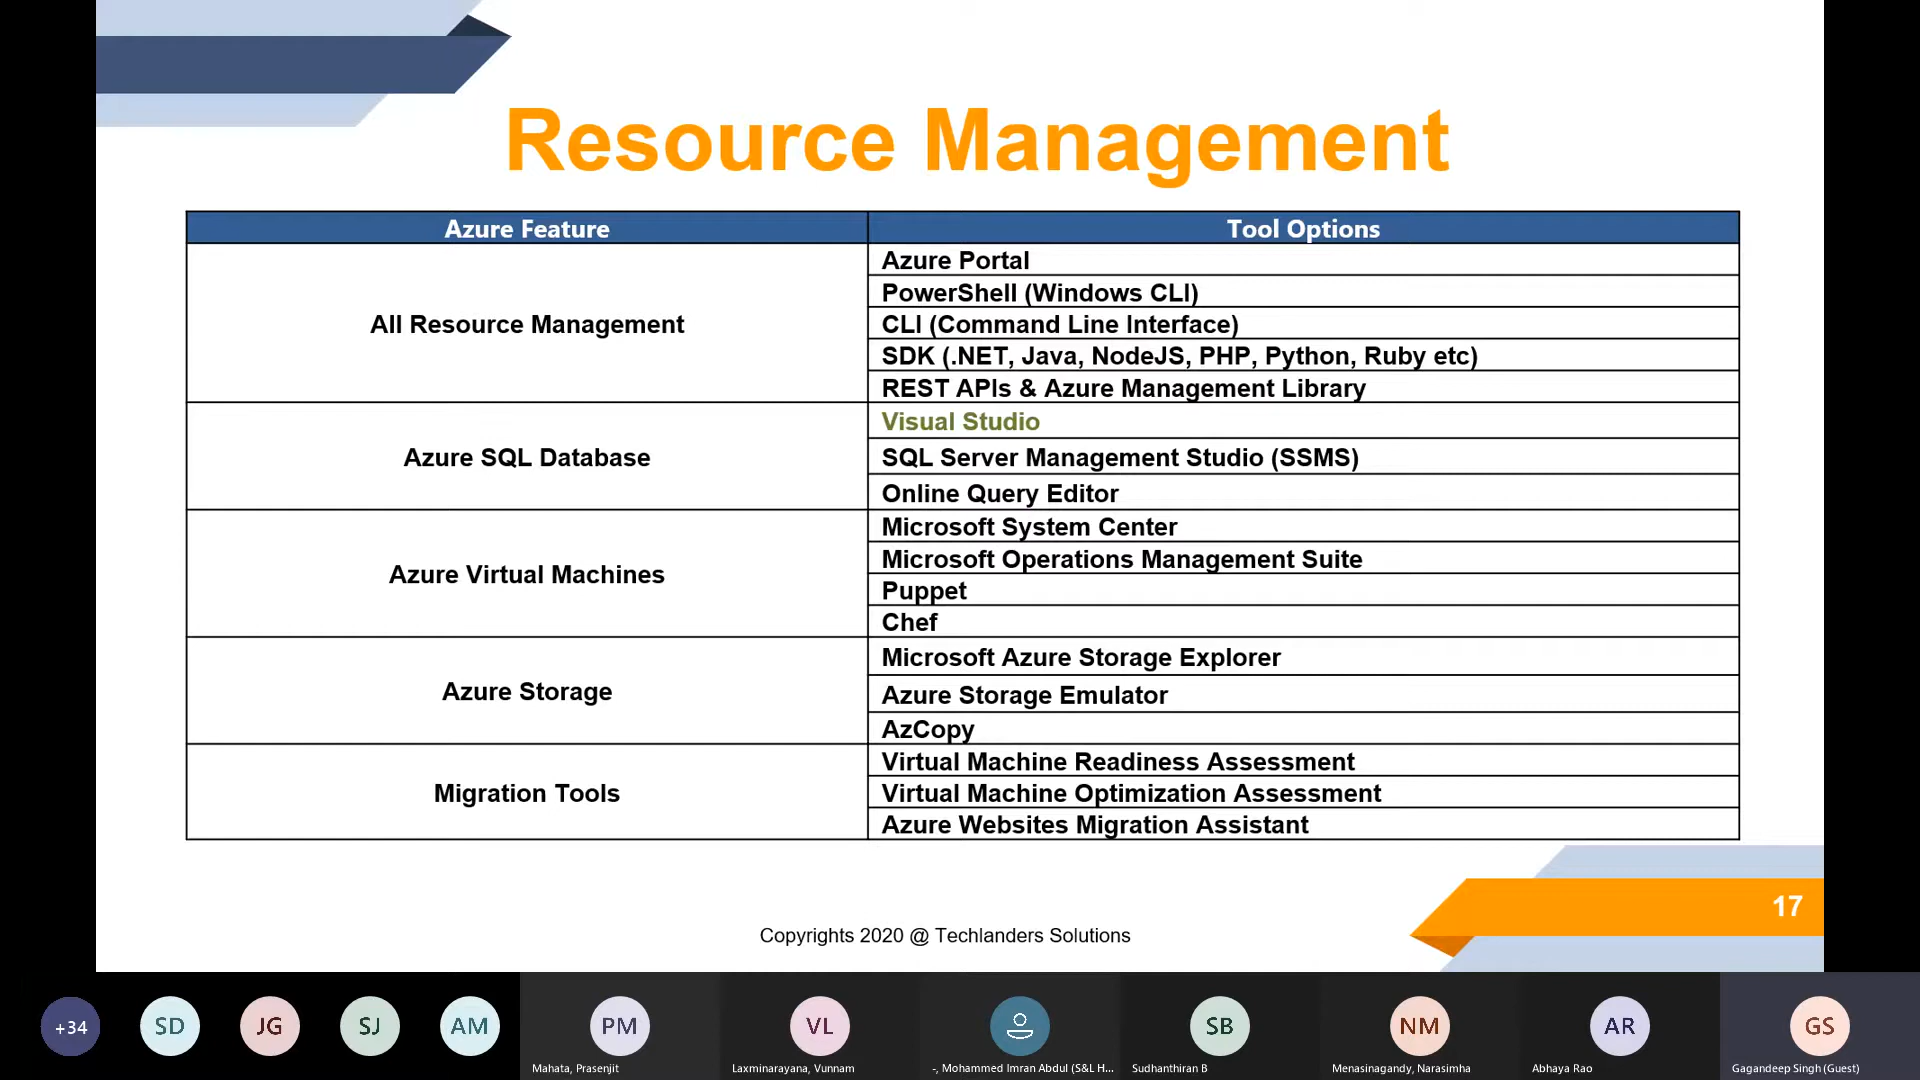 Resource Management
Azure Feature
Tool Options
All Resource Management
Azure Portal
PowerShell (Windows CLI)
CLI (Command Line Interface)
SDK (.NET, Java, NodeJS, PHP, Python, Ruby etc)
REST APIs & Azure Management Library
Azure SQL Database
Visual Studio
SQL Server Management Studio (SSMS)
Online Query Editor
Azure Virtual Machines
Microsoft System Center
Microsoft Operations Management Suite
Puppet
Chef
Azure Storage
Microsoft Azure Storage Explorer
Azure Storage Emulator
AzCopy
Migration Tools
Virtual Machine Readiness Assessment
Virtual Machine Optimization Assessment
Azure Websites Migration Assistant
17
Copyrights 2020 @ Techlanders Solutions
+34
SD
JG
SJ
AM
PM
VL
SB
NM
AR
GS
Mahata, Prasenjit
Laxminarayana, Vunnam
-, Mohammed Imran Abdul (S&L H...
Sudhanthiran B
Menasinagandy, Narasimha
Abhaya Rao
Gagandeep Singh (Guest)